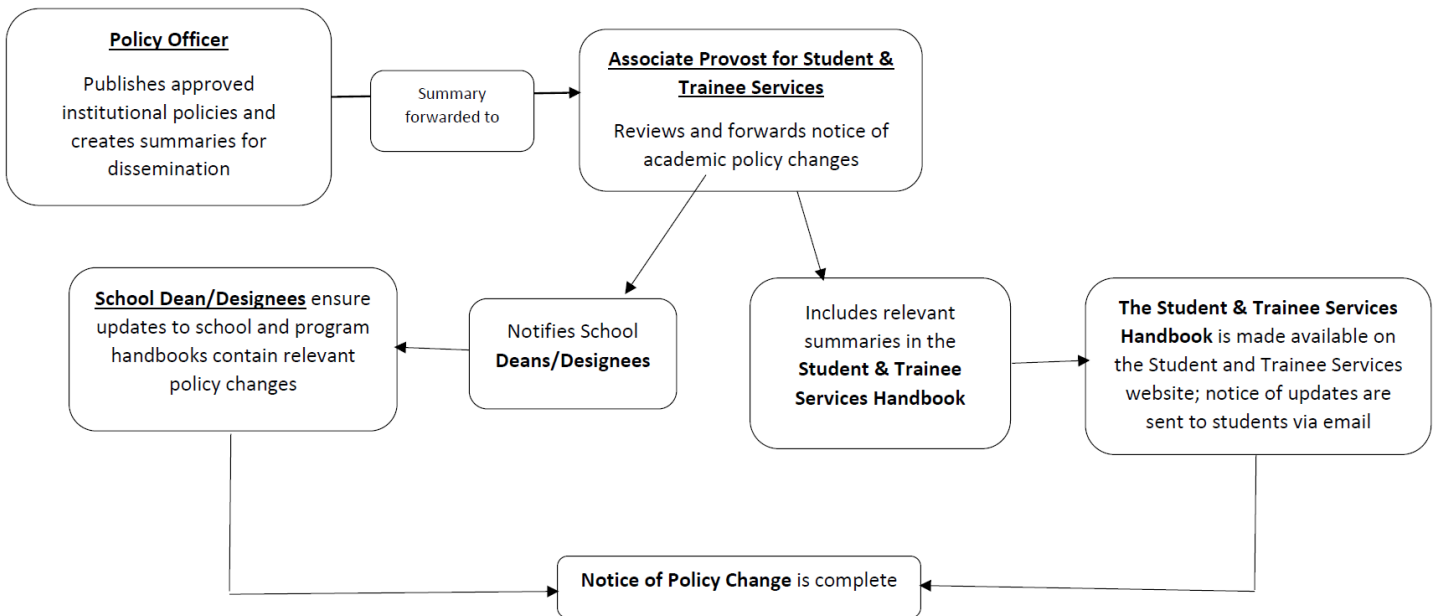 Policy Officer
Publishes approved
institutional policies and
creates summaries for
dissemination
Summary
forwarded to
Associate Provost for Student &
Trainee Services
Reviews and forwards notice of
academic policy changes
School Dean/Designees ensure
updates to school and program
handbooks contain relevant
policy changes
Notifies School
Deans/Designees
Includes relevant
summaries in the
Student & Trainee
Services Handbook
The Student & Trainee Services
Handbook is made available on
the Student and Trainee Services
website; notice of updates are
sent to students via email
Notice of Policy Change is complete